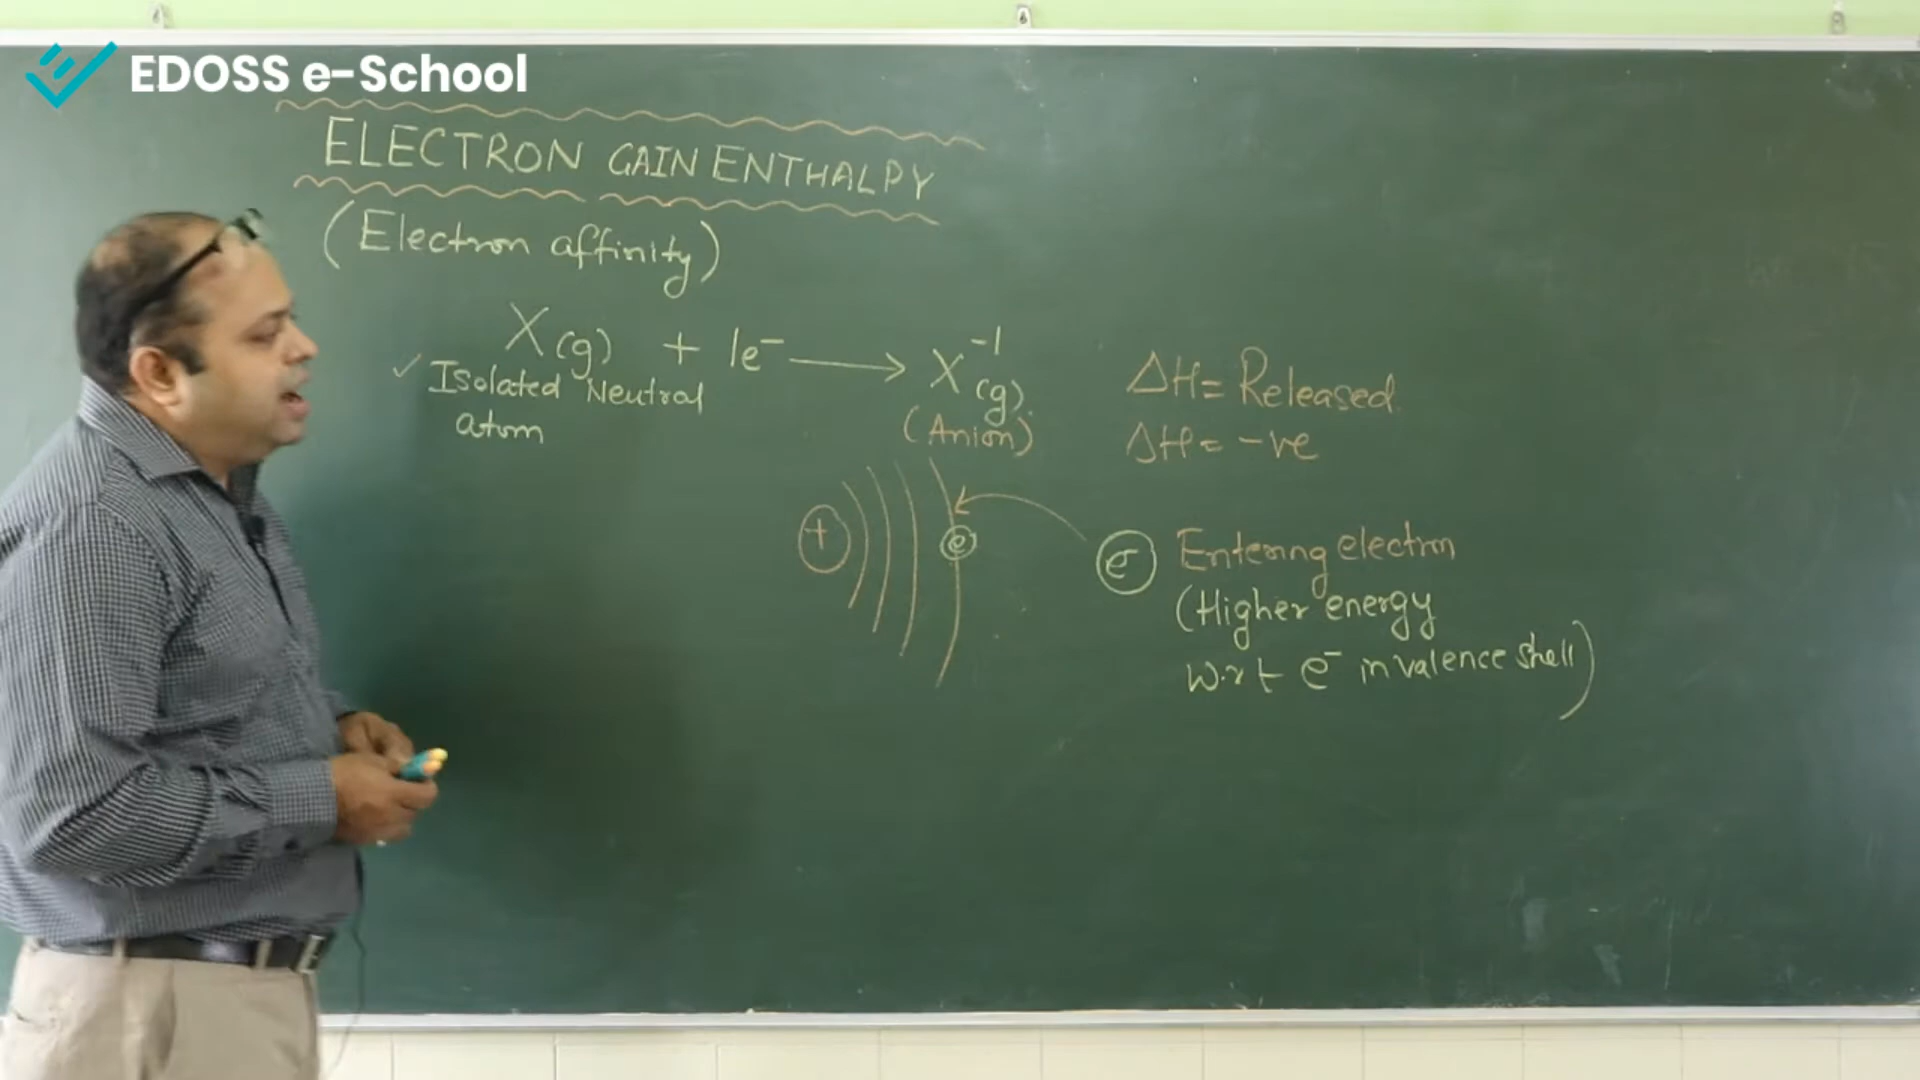 EDOSS e-School
ELECTRON GAIN ENTHALPY
(Electron affinity)
X(g) + 1e⁻ ⟶ X⁻¹(g)
✓ Isolated Neutral
atom
(Anion)
ΔH = Released
ΔH = -ve
+
e
e⁻ Entering electron
(Higher energy
w.r.t e⁻ in valence shell)